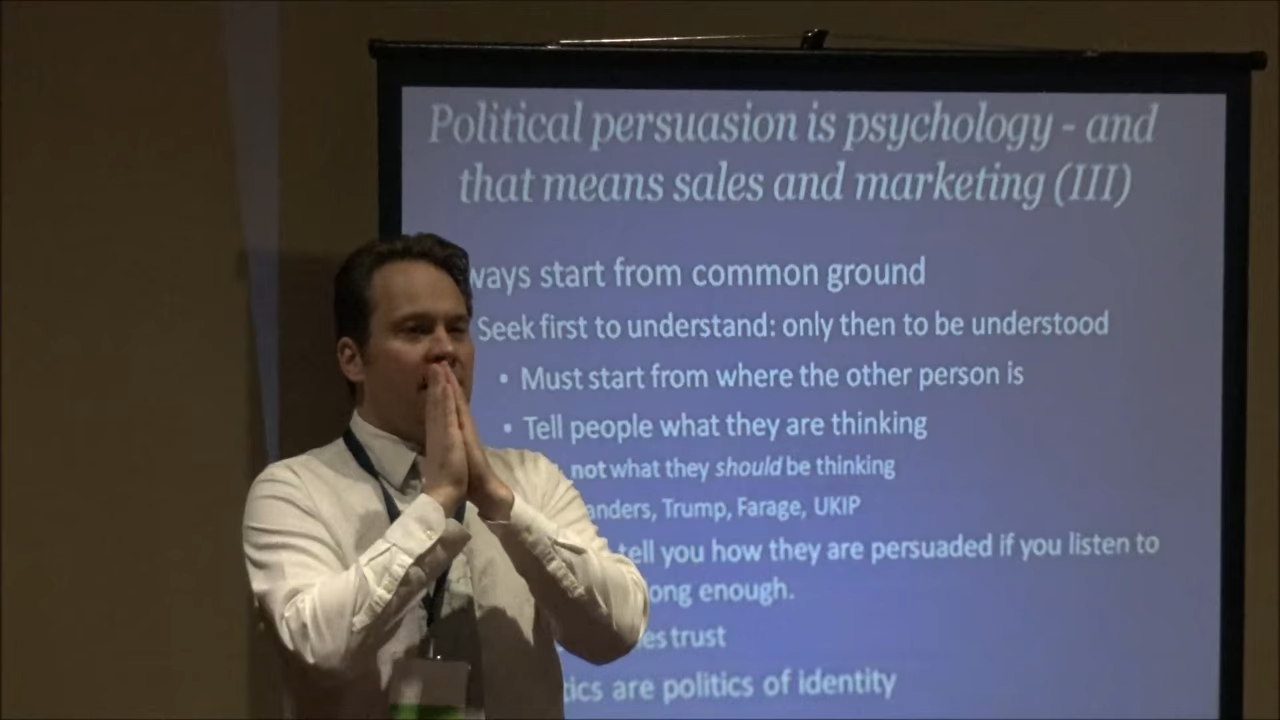 Political persuasion is psychology - and
that means sales and marketing (III)
ways start from common ground
Seek first to understand: only then to be understood
• Must start from where the other person is
• Tell people what they are thinking
not what they should be thinking
anders, Trump, Farage, UKIP
tell you how they are persuaded if you listen to
ong enough.
es trust
tics are politics of identity